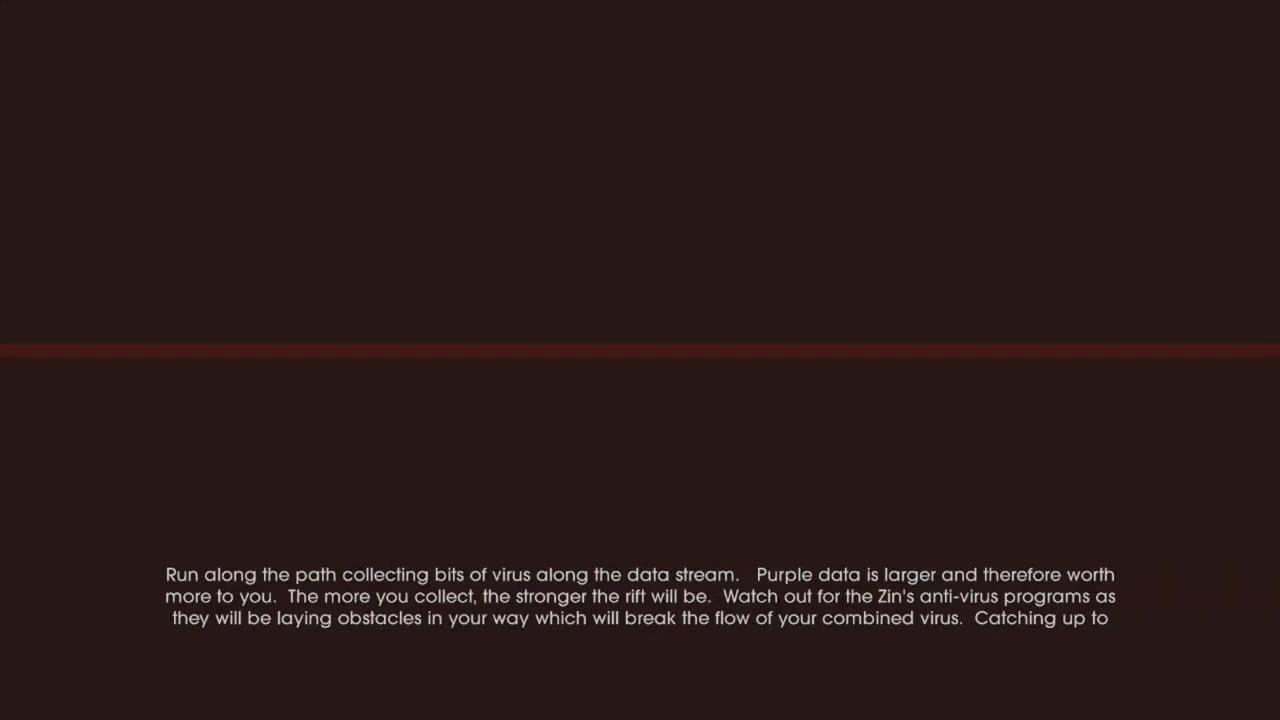 Run along the path collecting bits of virus along the data stream.   Purple data is larger and therefore worth
more to you.  The more you collect, the stronger the rift will be.  Watch out for the Zin's anti-virus programs as
they will be laying obstacles in your way which will break the flow of your combined virus.  Catching up to